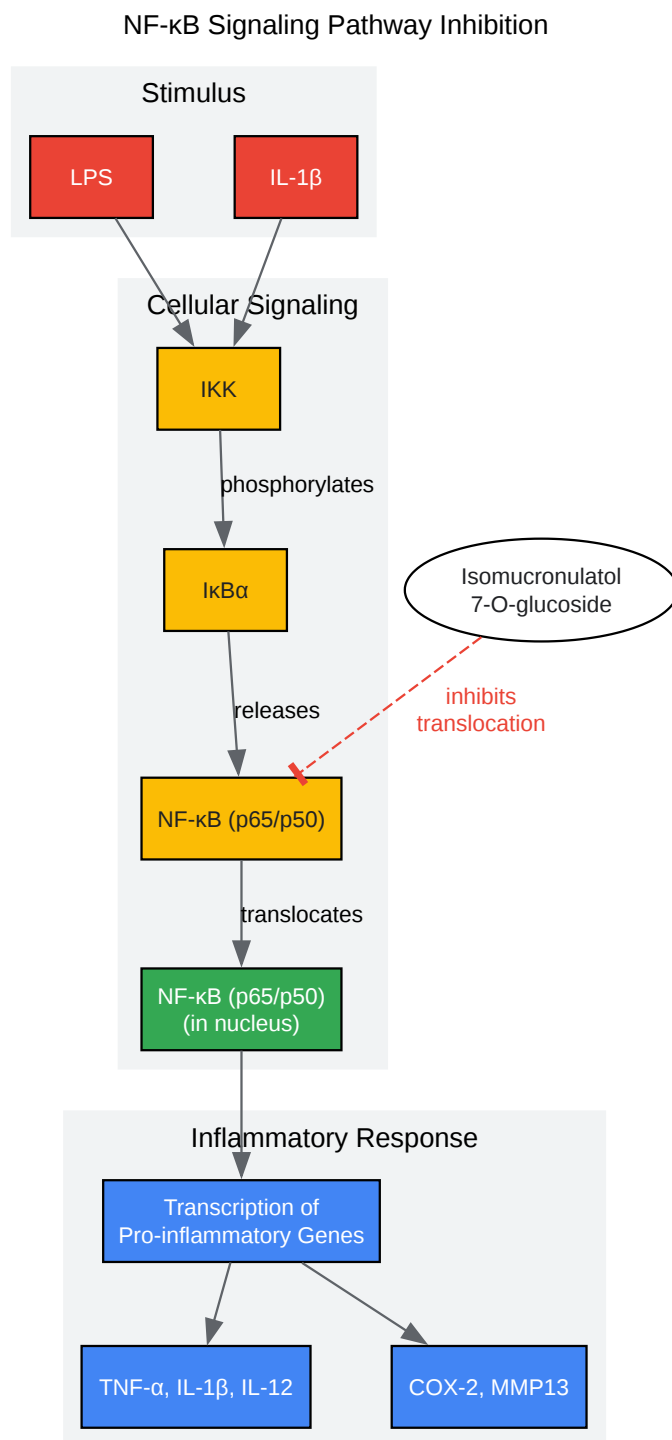 NF-κB Signaling Pathway Inhibition
Stimulus
LPS
IL-1β
Cellular Signaling
IKK
phosphorylates
IκBα
Isomucronulatol
7-O-glucoside
releases
inhibits
translocation
NF-κB (p65/p50)
translocates
NF-κB (p65/p50)
(in nucleus)
Inflammatory Response
Transcription of
Pro-inflammatory Genes
TNF-α, IL-1β, IL-12
COX-2, MMP13